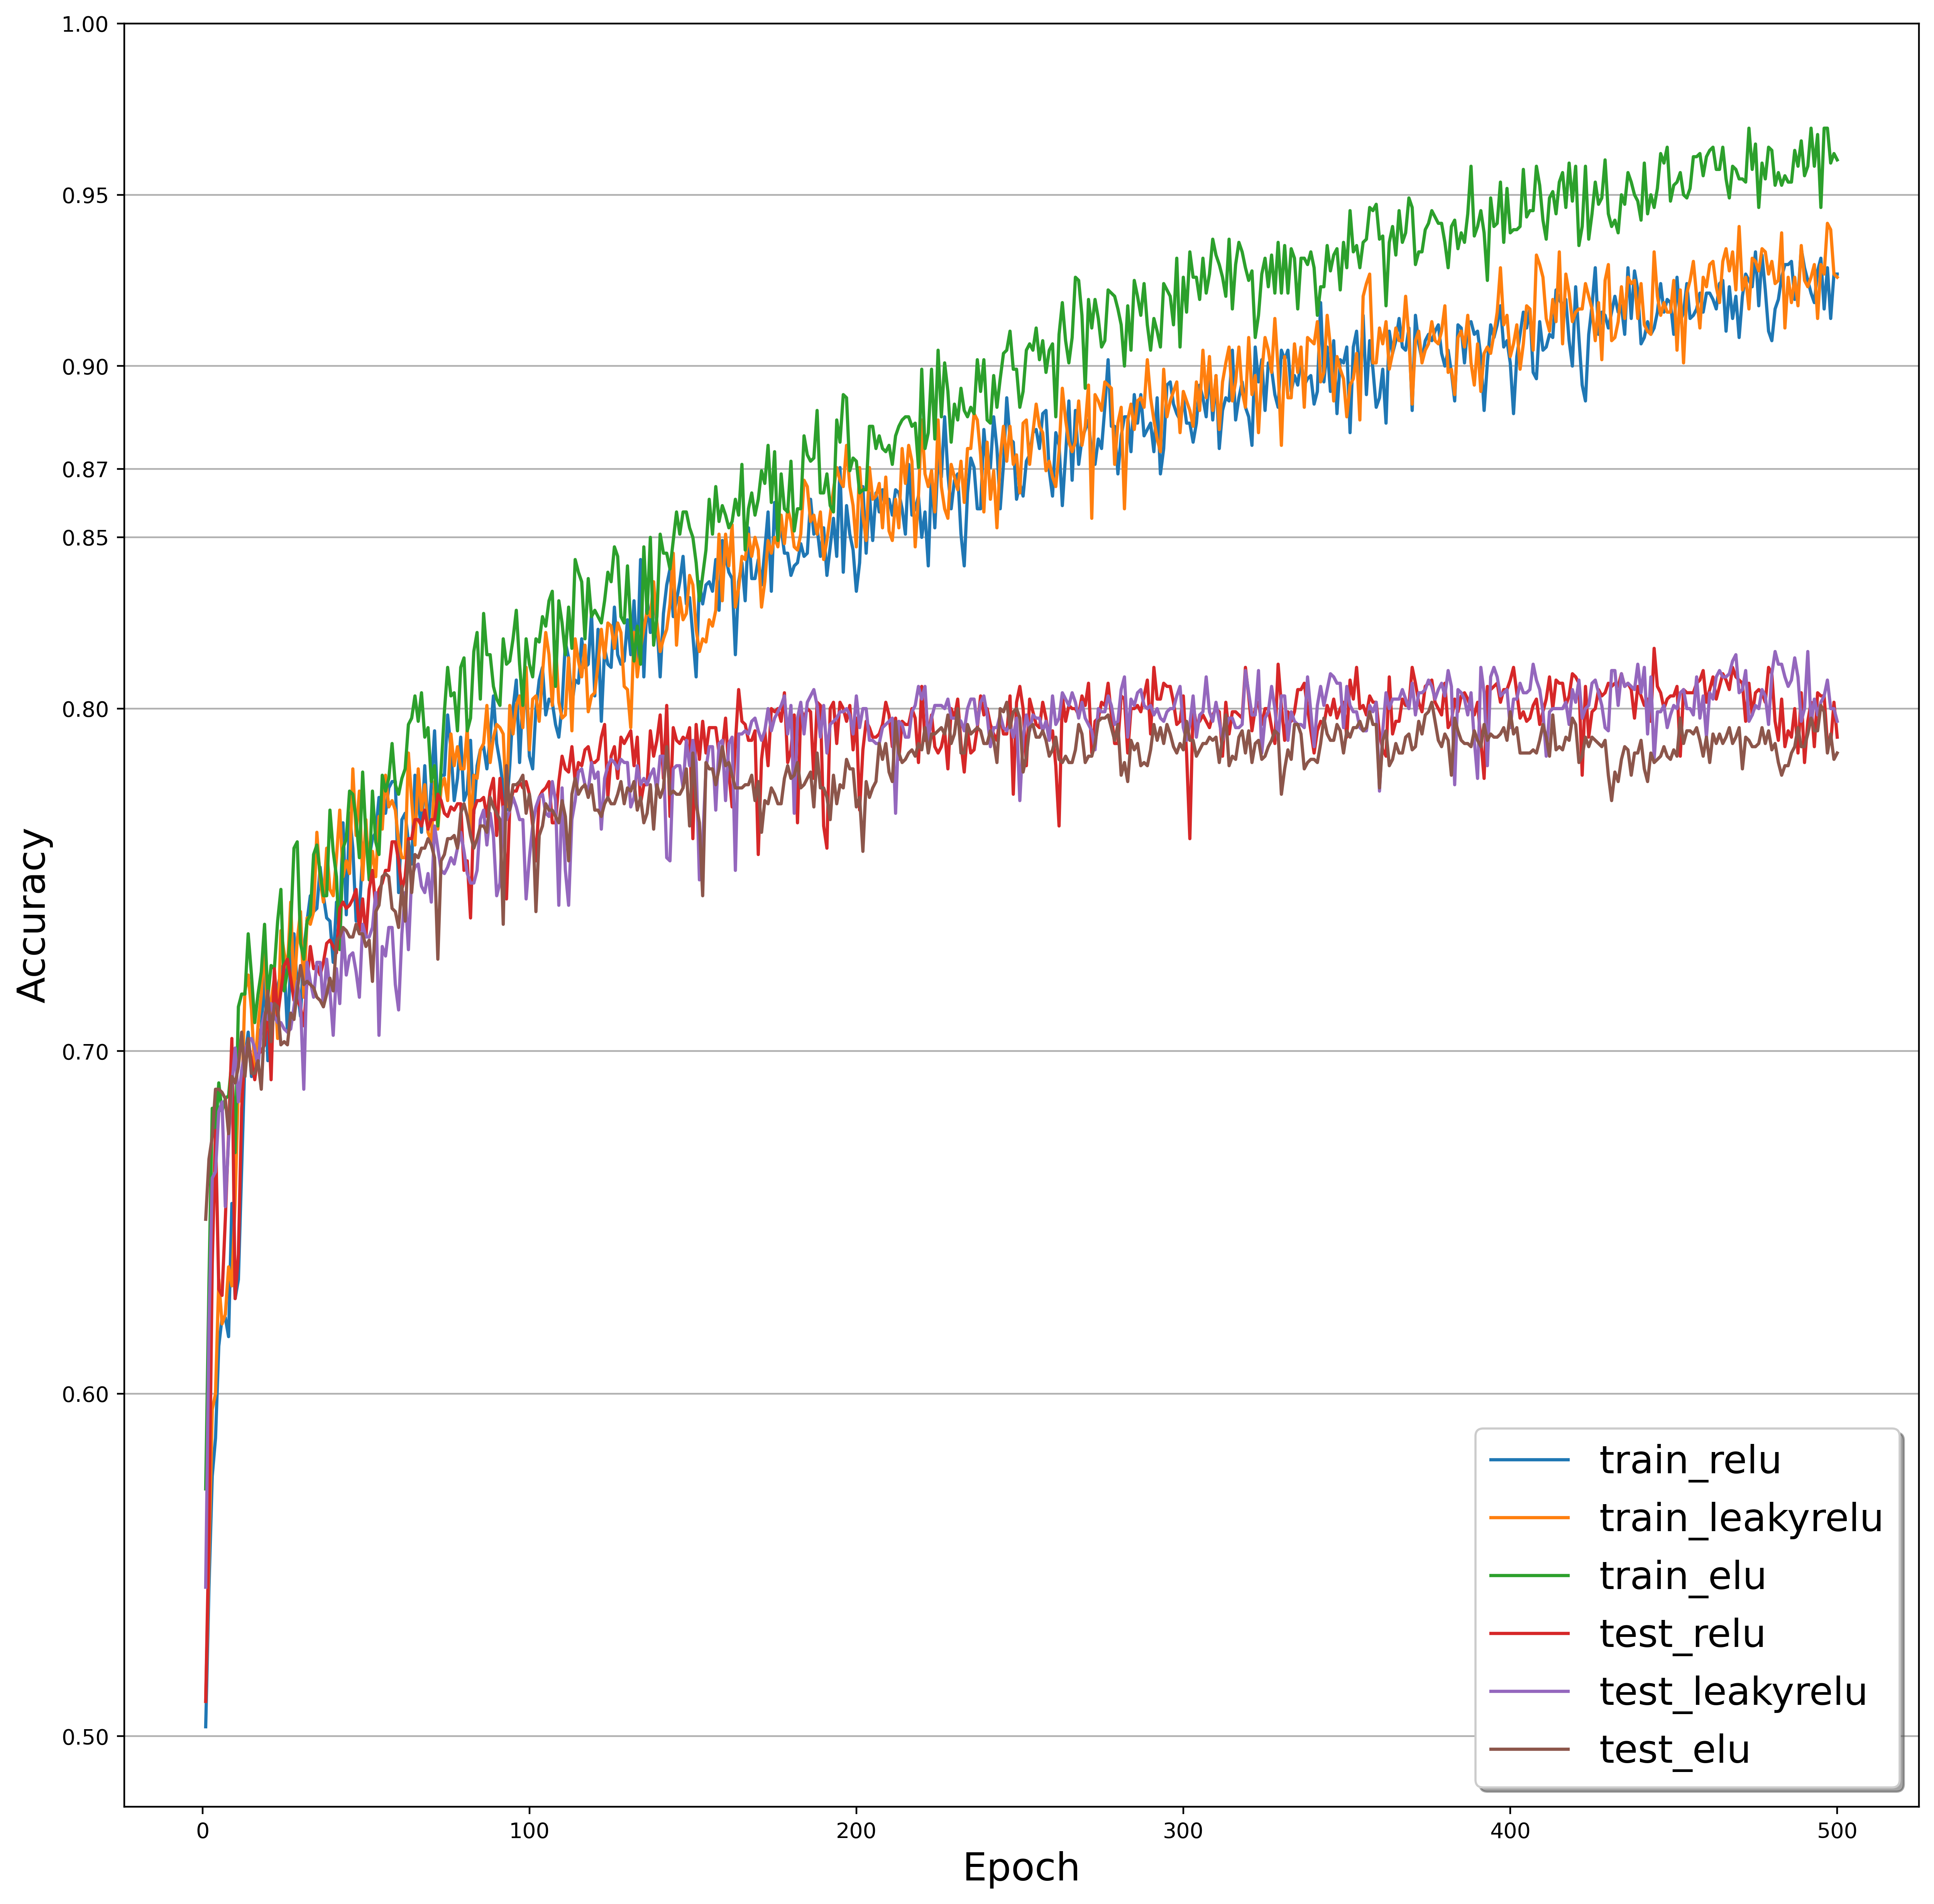 1.00
0.95
0.90
0.87
0.85
0.80
0.70
0.60
0.50
Accuracy
0
100
200
300
400
500
Epoch
train_relu
train_leakyrelu
train_elu
test_relu
test_leakyrelu
test_elu